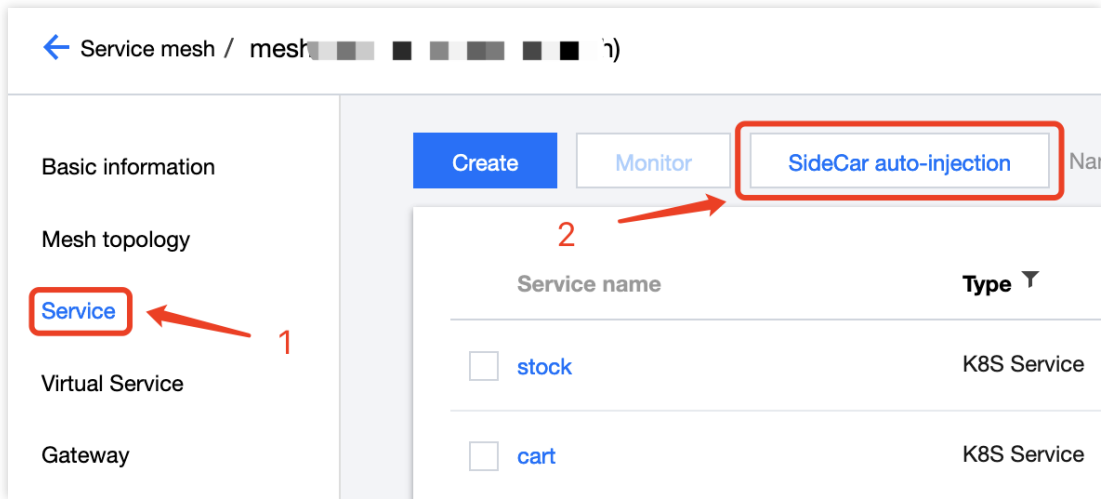 Service mesh / mesh
Basic information
Mesh topology
Service
1
Virtual Service
Gateway
Create
Monitor
SideCar auto-injection
2
Service name
Type
stock
K8S Service
cart
K8S Service